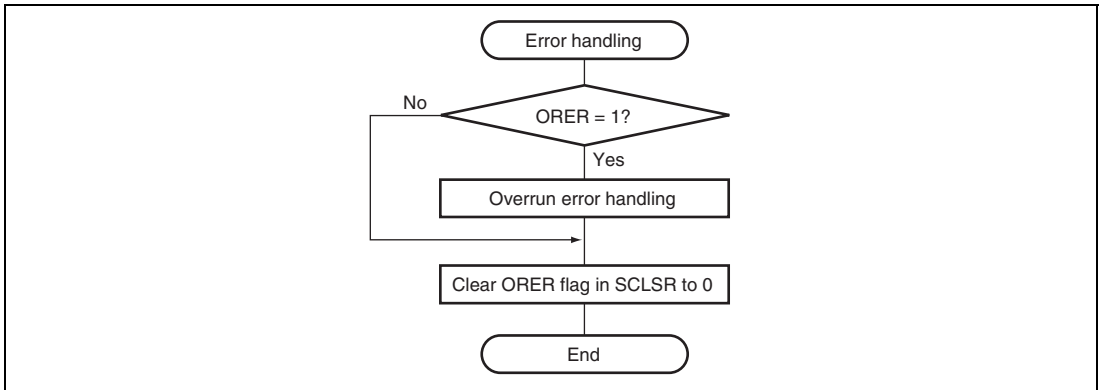 Error handling
No
ORER = 1?
Yes
Overrun error handling
Clear ORER flag in SCLSR to 0
End